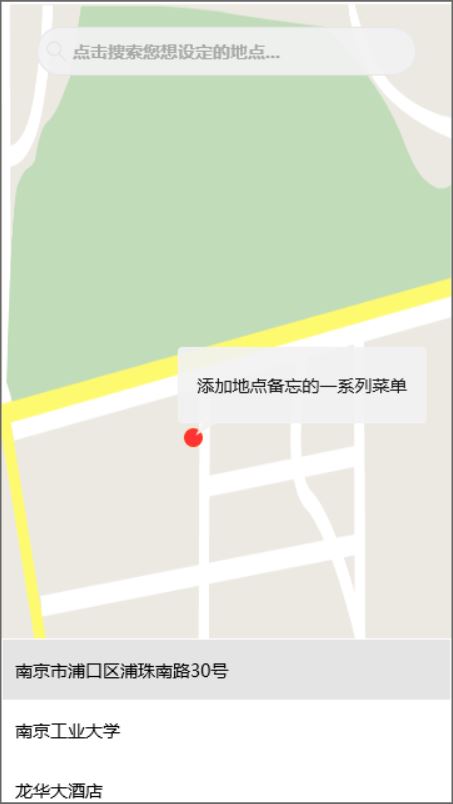 点击搜索您想设定的地点...
添加地点备忘的一系列菜单
南京市浦口区浦珠南路30号
南京工业大学
龙华大酒店